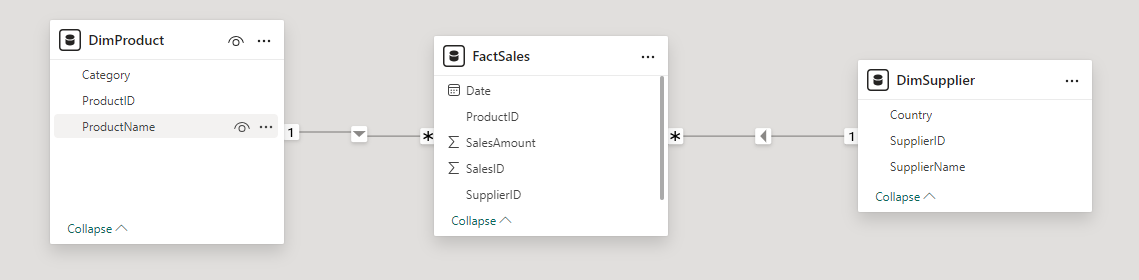 DimProduct
Category
ProductID
ProductName
Collapse
1
*
FactSales
Date
ProductID
SalesAmount
SalesID
SupplierID
Collapse
*
1
DimSupplier
Country
SupplierID
SupplierName
Collapse